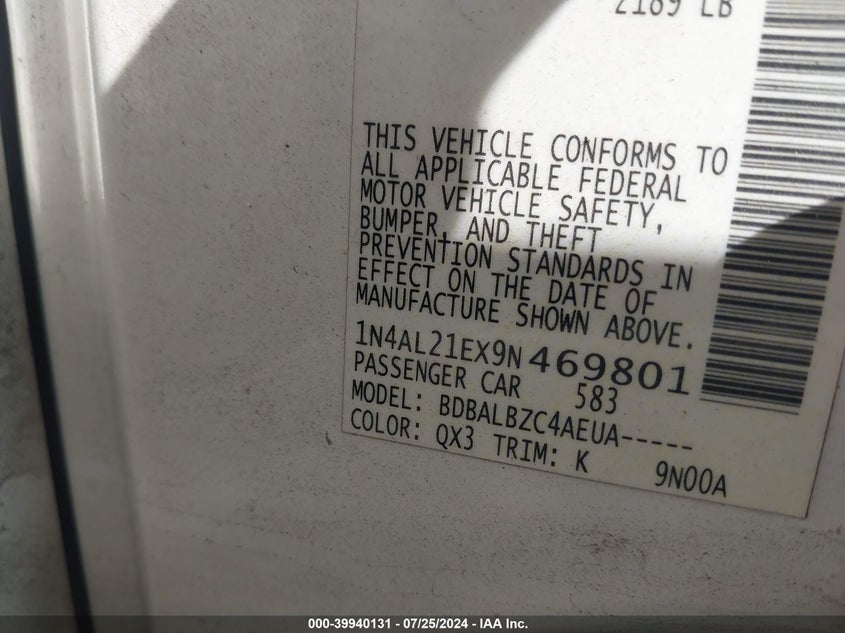 2189 LB
THIS VEHICLE CONFORMS TO
ALL APPLICABLE FEDERAL
MOTOR VEHICLE SAFETY,
BUMPER, AND THEFT
PREVENTION STANDARDS IN
EFFECT ON THE DATE OF
MANUFACTURE SHOWN ABOVE.
1N4AL21EX9N469801
PASSENGER CAR 583
MODEL: BDBALBZC4AEUA-----
COLOR: QX3 TRIM: K 9N00A
000-39940131 - 07/25/2024 - IAA Inc.